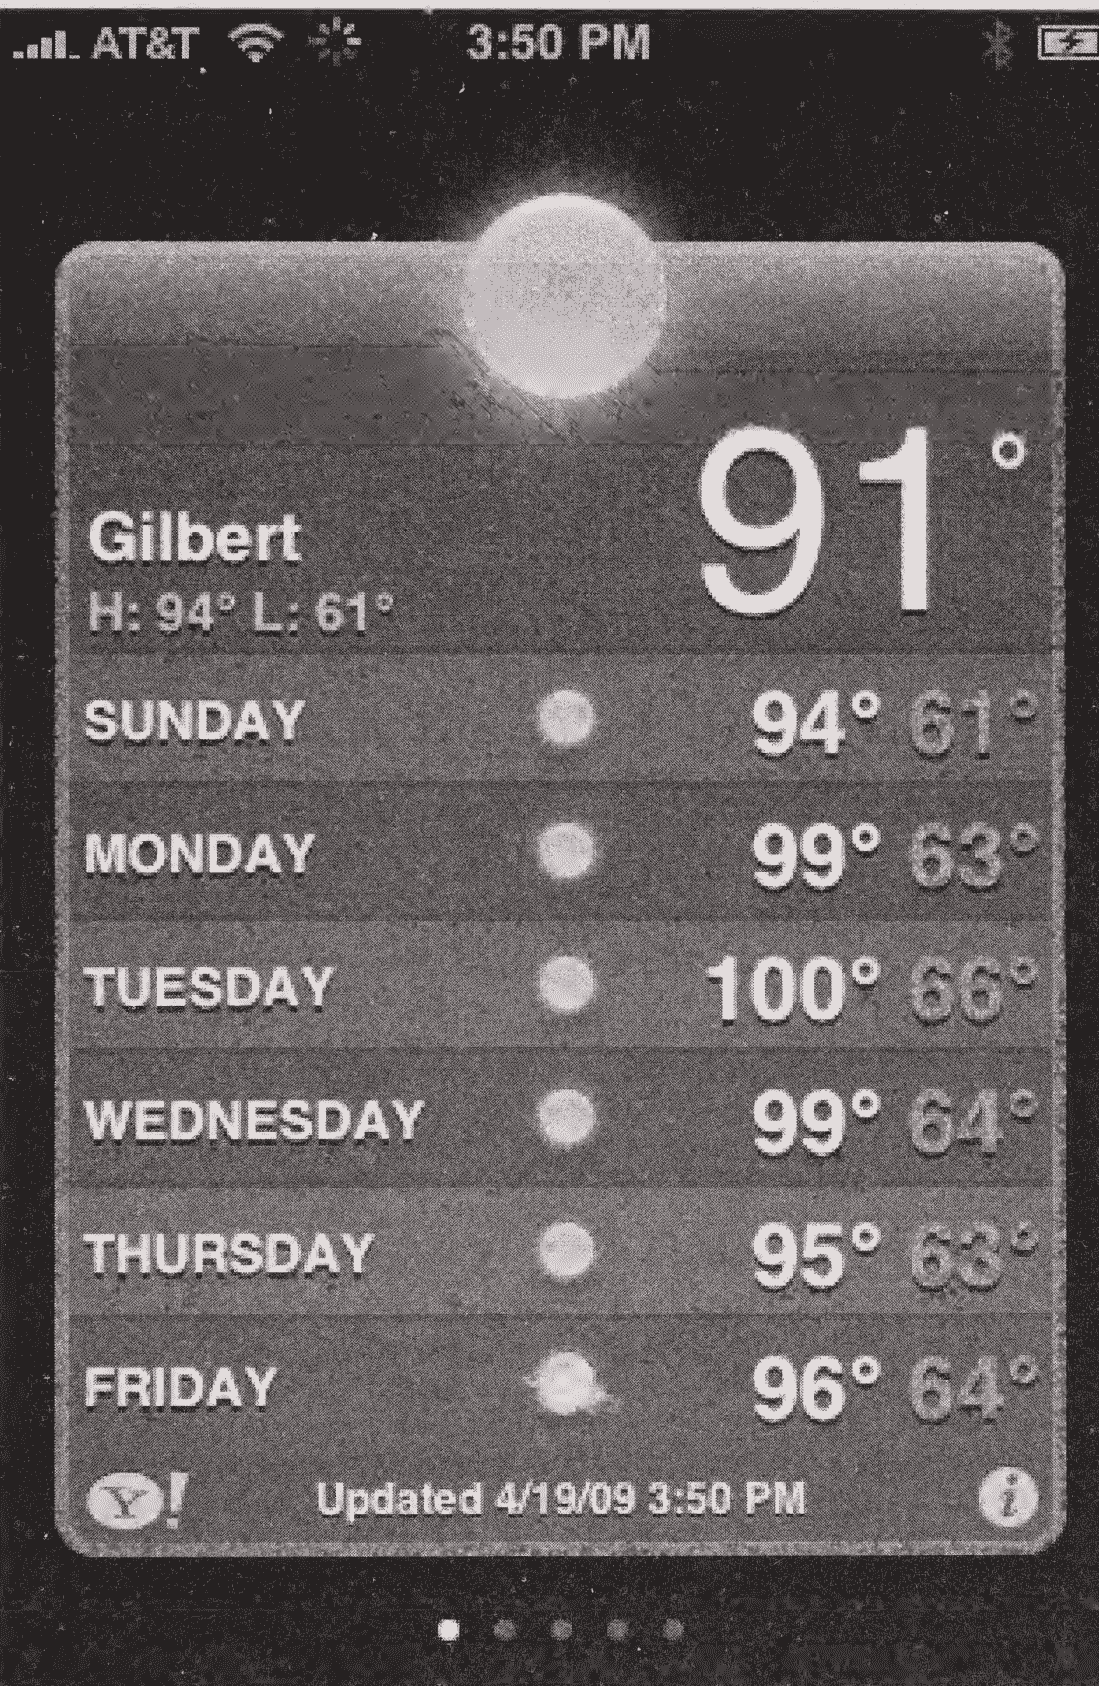 AT&T 3:50 PM
91°
Gilbert
H: 94° L: 61°
SUNDAY 94° 61°
MONDAY 99° 63°
TUESDAY 100° 66°
WEDNESDAY 99° 64°
THURSDAY 95° 63°
FRIDAY 96° 64°
Y! Updated 4/19/09 3:50 PM i